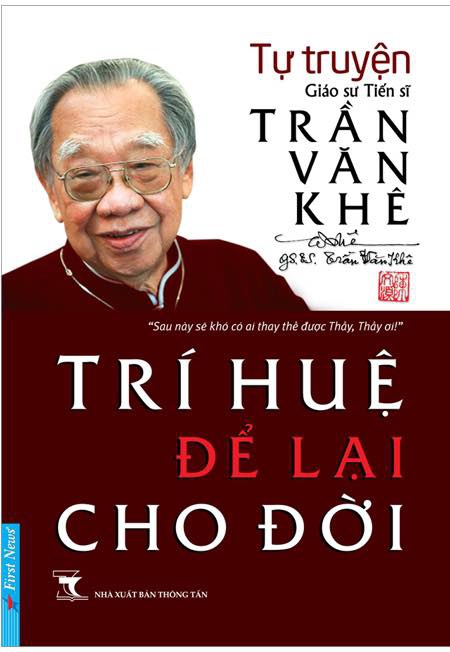 Tự truyện
Giáo sư Tiến sĩ
TRẦN
VĂN
KHÊ
GS.TS. Trần Văn Khê
“Sau này sẽ khó có ai thay thế được Thầy, Thầy ơi!”
TRÍ HUỆ
ĐỂ LẠI
CHO ĐỜI
First News
NHÀ XUẤT BẢN THÔNG TẤN